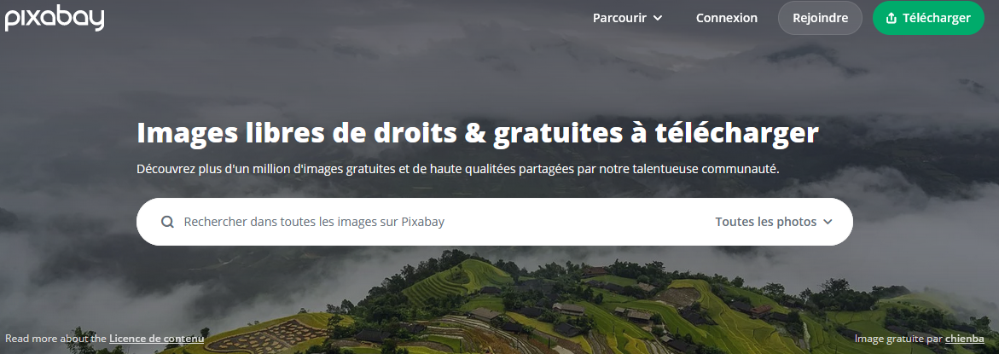 pixabay
Parcourir
Connexion
Rejoindre
Télécharger
Images libres de droits & gratuites à télécharger
Découvrez plus d'un million d'images gratuites et de haute qualitées partagées par notre talentueuse communauté.
Rechercher dans toutes les images sur Pixabay
Toutes les photos
Read more about the Licence de contenu
Image gratuite par chienba